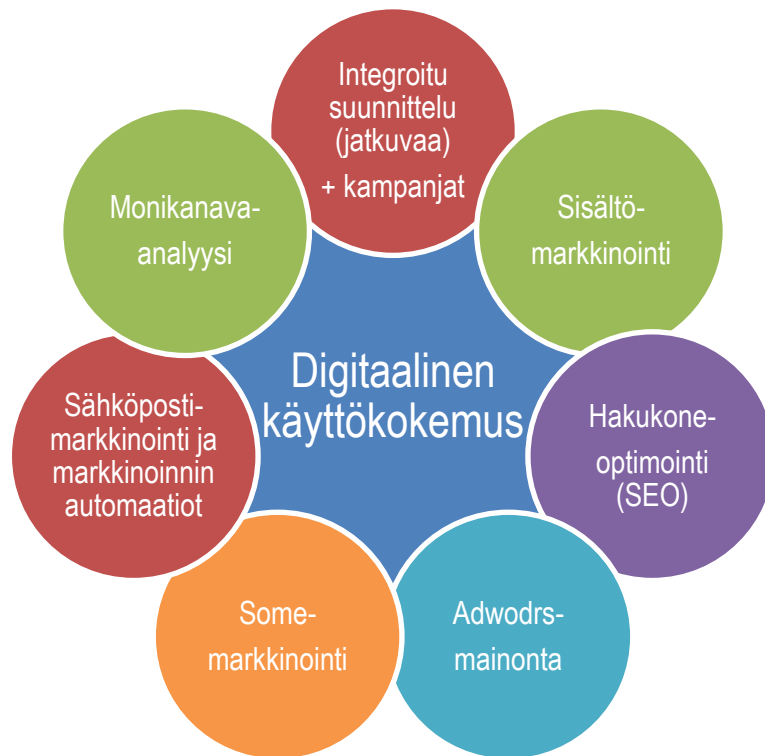 Integroitu
suunnittelu
(jatkuvaa)
+ kampanjat
Sisältö-
markkinointi
Hakukone-
optimointi
(SEO)
Adwodrs-
mainonta
Some-
markkinointi
Sähköposti-
markkinointi ja
markkinoinnin
automaatiot
Monikanava-
analyysi
Digitaalinen
käyttökokemus